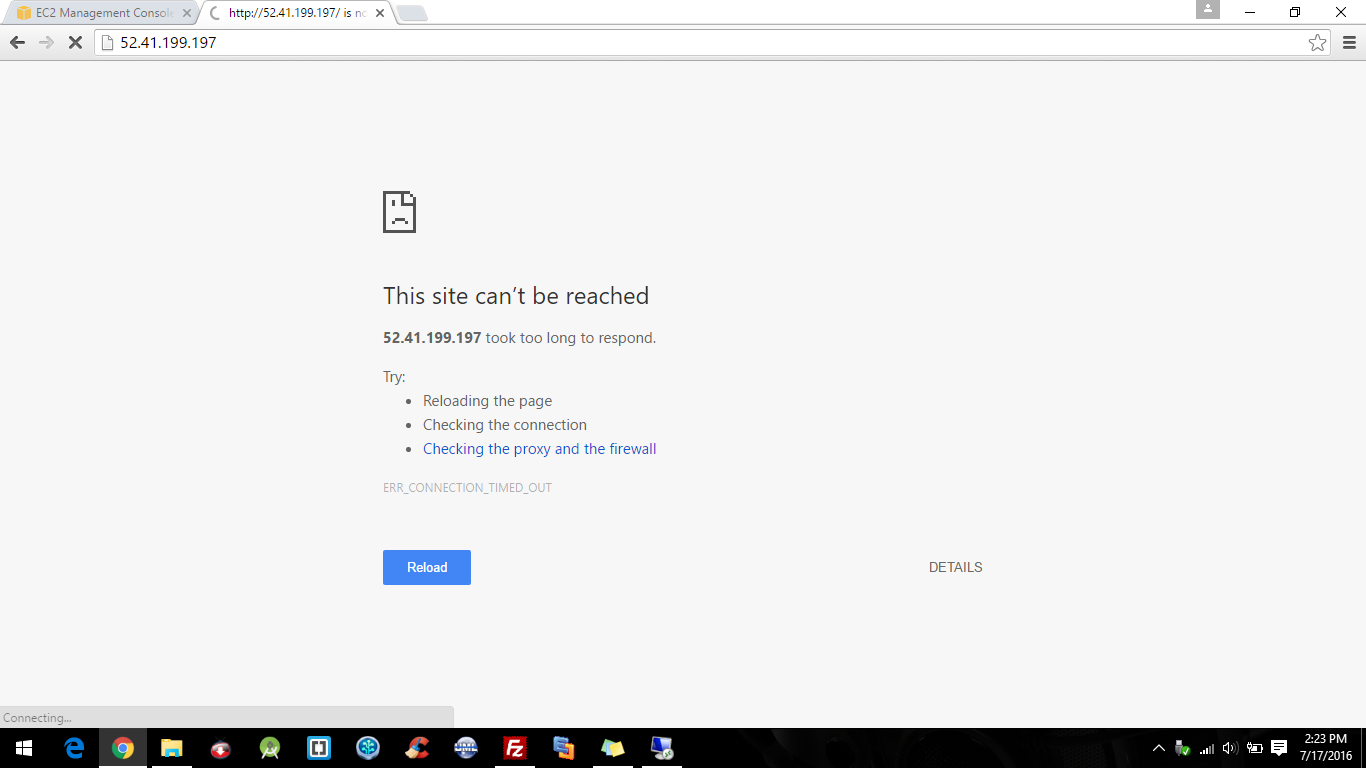 EC2 Management Console
http://52.41.199.197/ is no
52.41.199.197
This site can’t be reached
52.41.199.197 took too long to respond.
Try:
Reloading the page
Checking the connection
Checking the proxy and the firewall
ERR_CONNECTION_TIMED_OUT
Reload
DETAILS
Connecting...
2:23 PM
7/17/2016